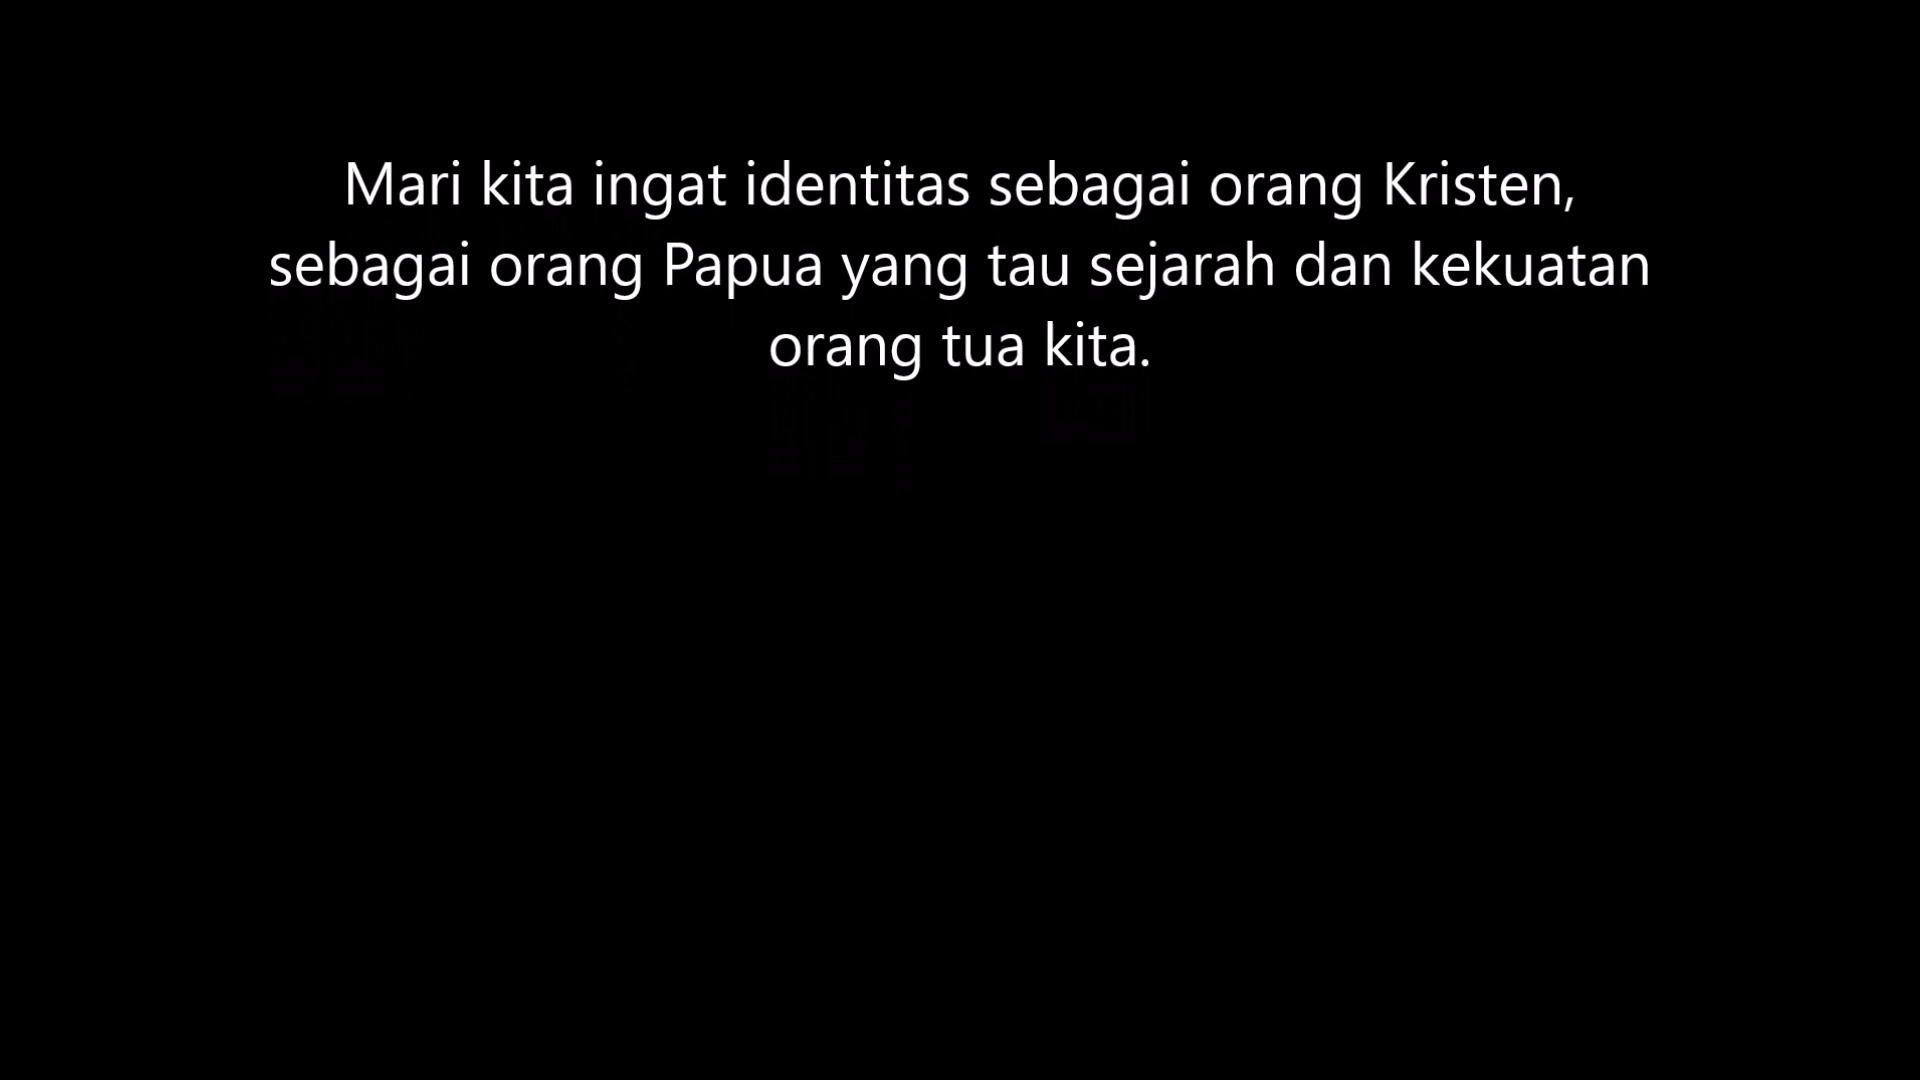 Mari kita ingat identitas sebagai orang Kristen,
sebagai orang Papua yang tau sejarah dan kekuatan
orang tua kita.